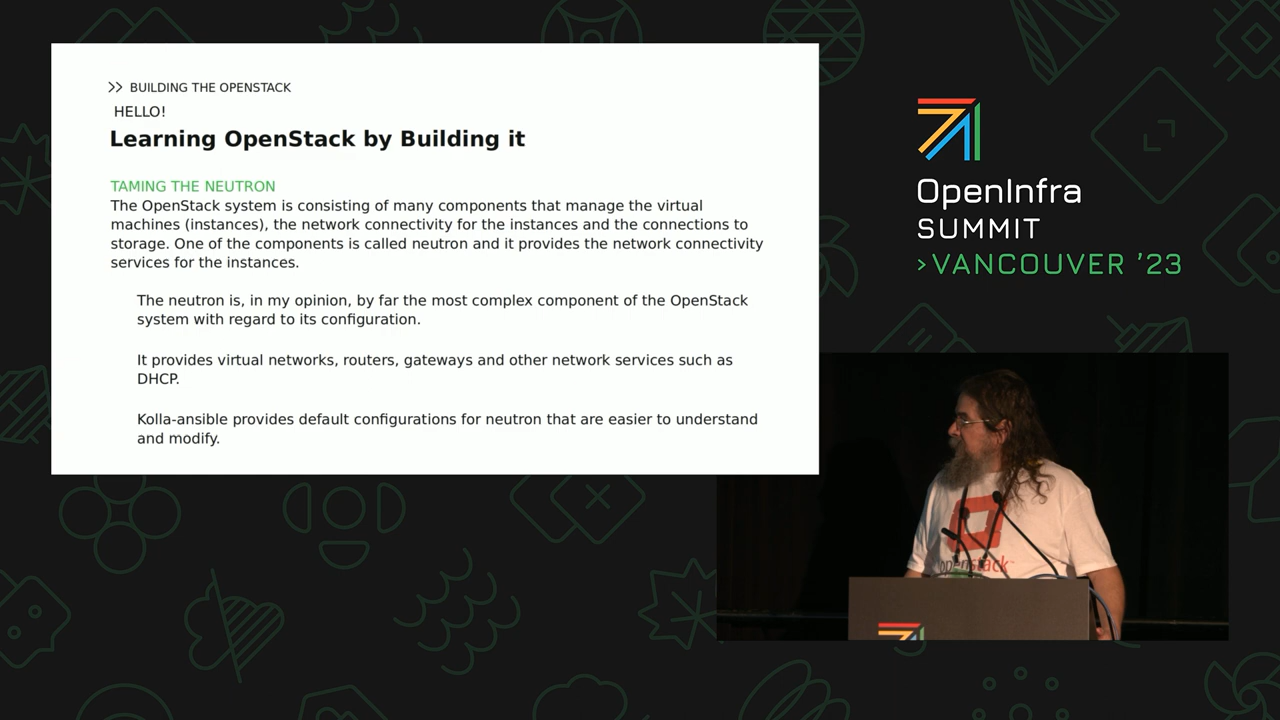 >> BUILDING THE OPENSTACK
HELLO!
Learning OpenStack by Building it
TAMING THE NEUTRON
The OpenStack system is consisting of many components that manage the virtual
machines (instances), the network connectivity for the instances and the connections to
storage. One of the components is called neutron and it provides the network connectivity
services for the instances.
The neutron is, in my opinion, by far the most complex component of the OpenStack
system with regard to its configuration.
It provides virtual networks, routers, gateways and other network services such as
DHCP.
Kolla-ansible provides default configurations for neutron that are easier to understand
and modify.
OpenInfra
SUMMIT
>VANCOUVER '23
openstack